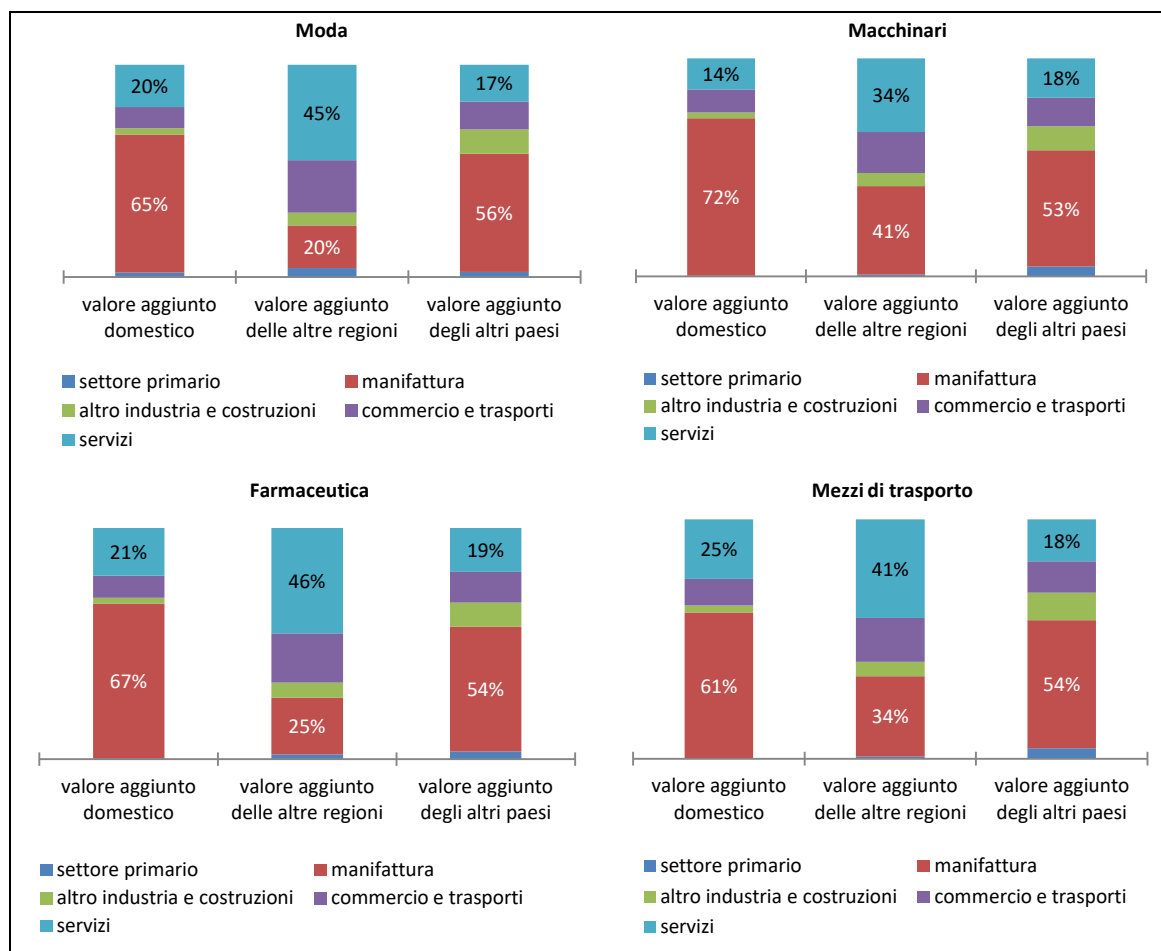 Moda
20%
45%
17%
65%
20%
56%
valore aggiunto domestico
valore aggiunto delle altre regioni
valore aggiunto degli altri paesi
settore primario
manifattura
altro industria e costruzioni
commercio e trasporti
servizi
Macchinari
14%
34%
18%
72%
41%
53%
valore aggiunto domestico
valore aggiunto delle altre regioni
valore aggiunto degli altri paesi
settore primario
manifattura
altro industria e costruzioni
commercio e trasporti
servizi
Farmaceutica
21%
46%
19%
67%
25%
54%
valore aggiunto domestico
valore aggiunto delle altre regioni
valore aggiunto degli altri paesi
settore primario
manifattura
altro industria e costruzioni
commercio e trasporti
servizi
Mezzi di trasporto
25%
41%
18%
61%
34%
54%
valore aggiunto domestico
valore aggiunto delle altre regioni
valore aggiunto degli altri paesi
settore primario
manifattura
altro industria e costruzioni
commercio e trasporti
servizi